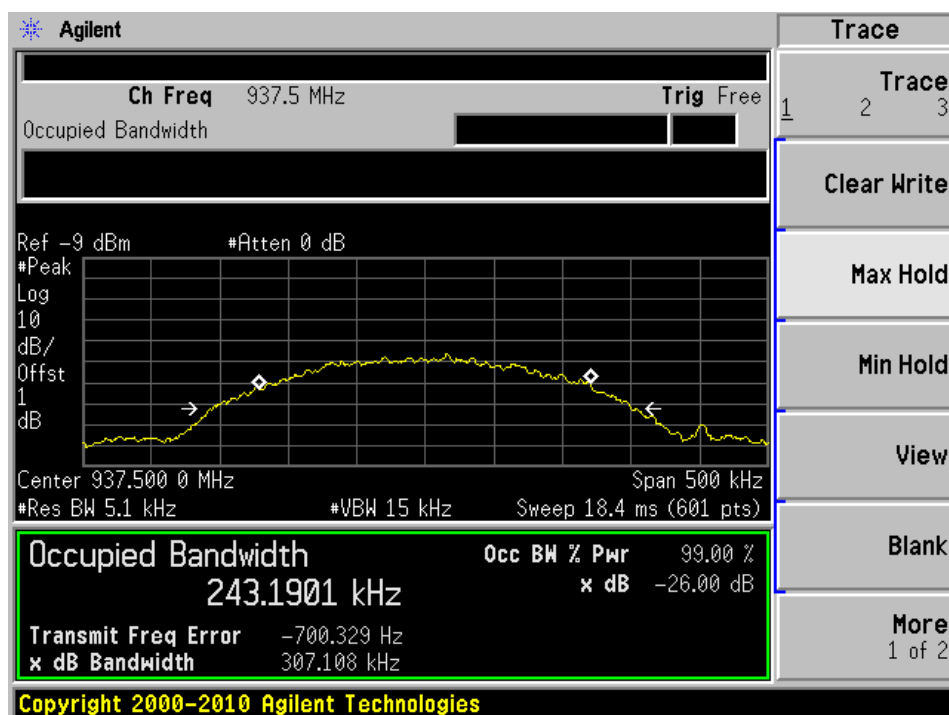 Agilent
Trace
Ch Freq 937.5 MHz Trig Free
Occupied Bandwidth
Trace
1 2 3
Clear Write
Max Hold
Min Hold
View
Blank
More
1 of 2
Ref -9 dBm #Atten 0 dB
#Peak
Log
10
dB/
Offst
1
dB
Center 937.500 0 MHz Span 500 kHz
#Res BW 5.1 kHz #VBW 15 kHz Sweep 18.4 ms (601 pts)
Occupied Bandwidth Occ BW % Pwr 99.00 %
243.1901 kHz x dB -26.00 dB
Transmit Freq Error -700.329 Hz
x dB Bandwidth 307.108 kHz
Copyright 2000-2010 Agilent Technologies